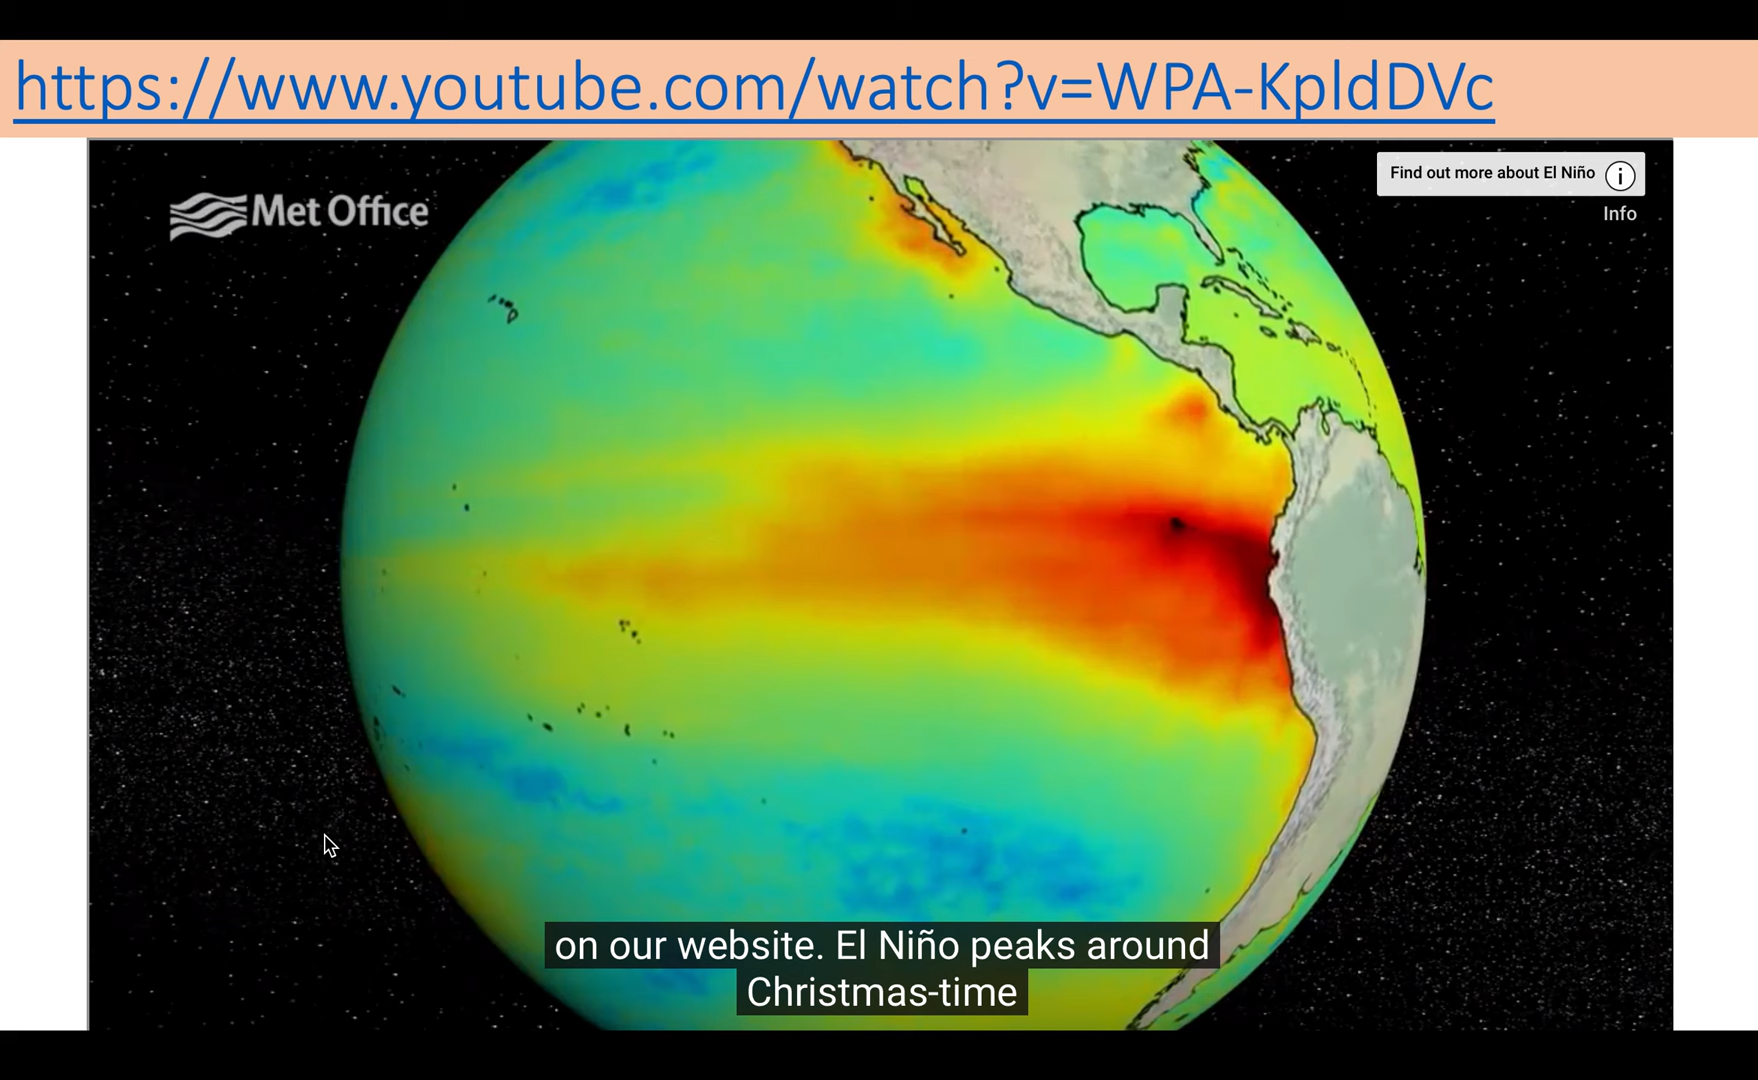 https://www.youtube.com/watch?v=WPA-KpldDVc
Met Office
Find out more about El Niño
Info
on our website. El Niño peaks around
Christmas-time